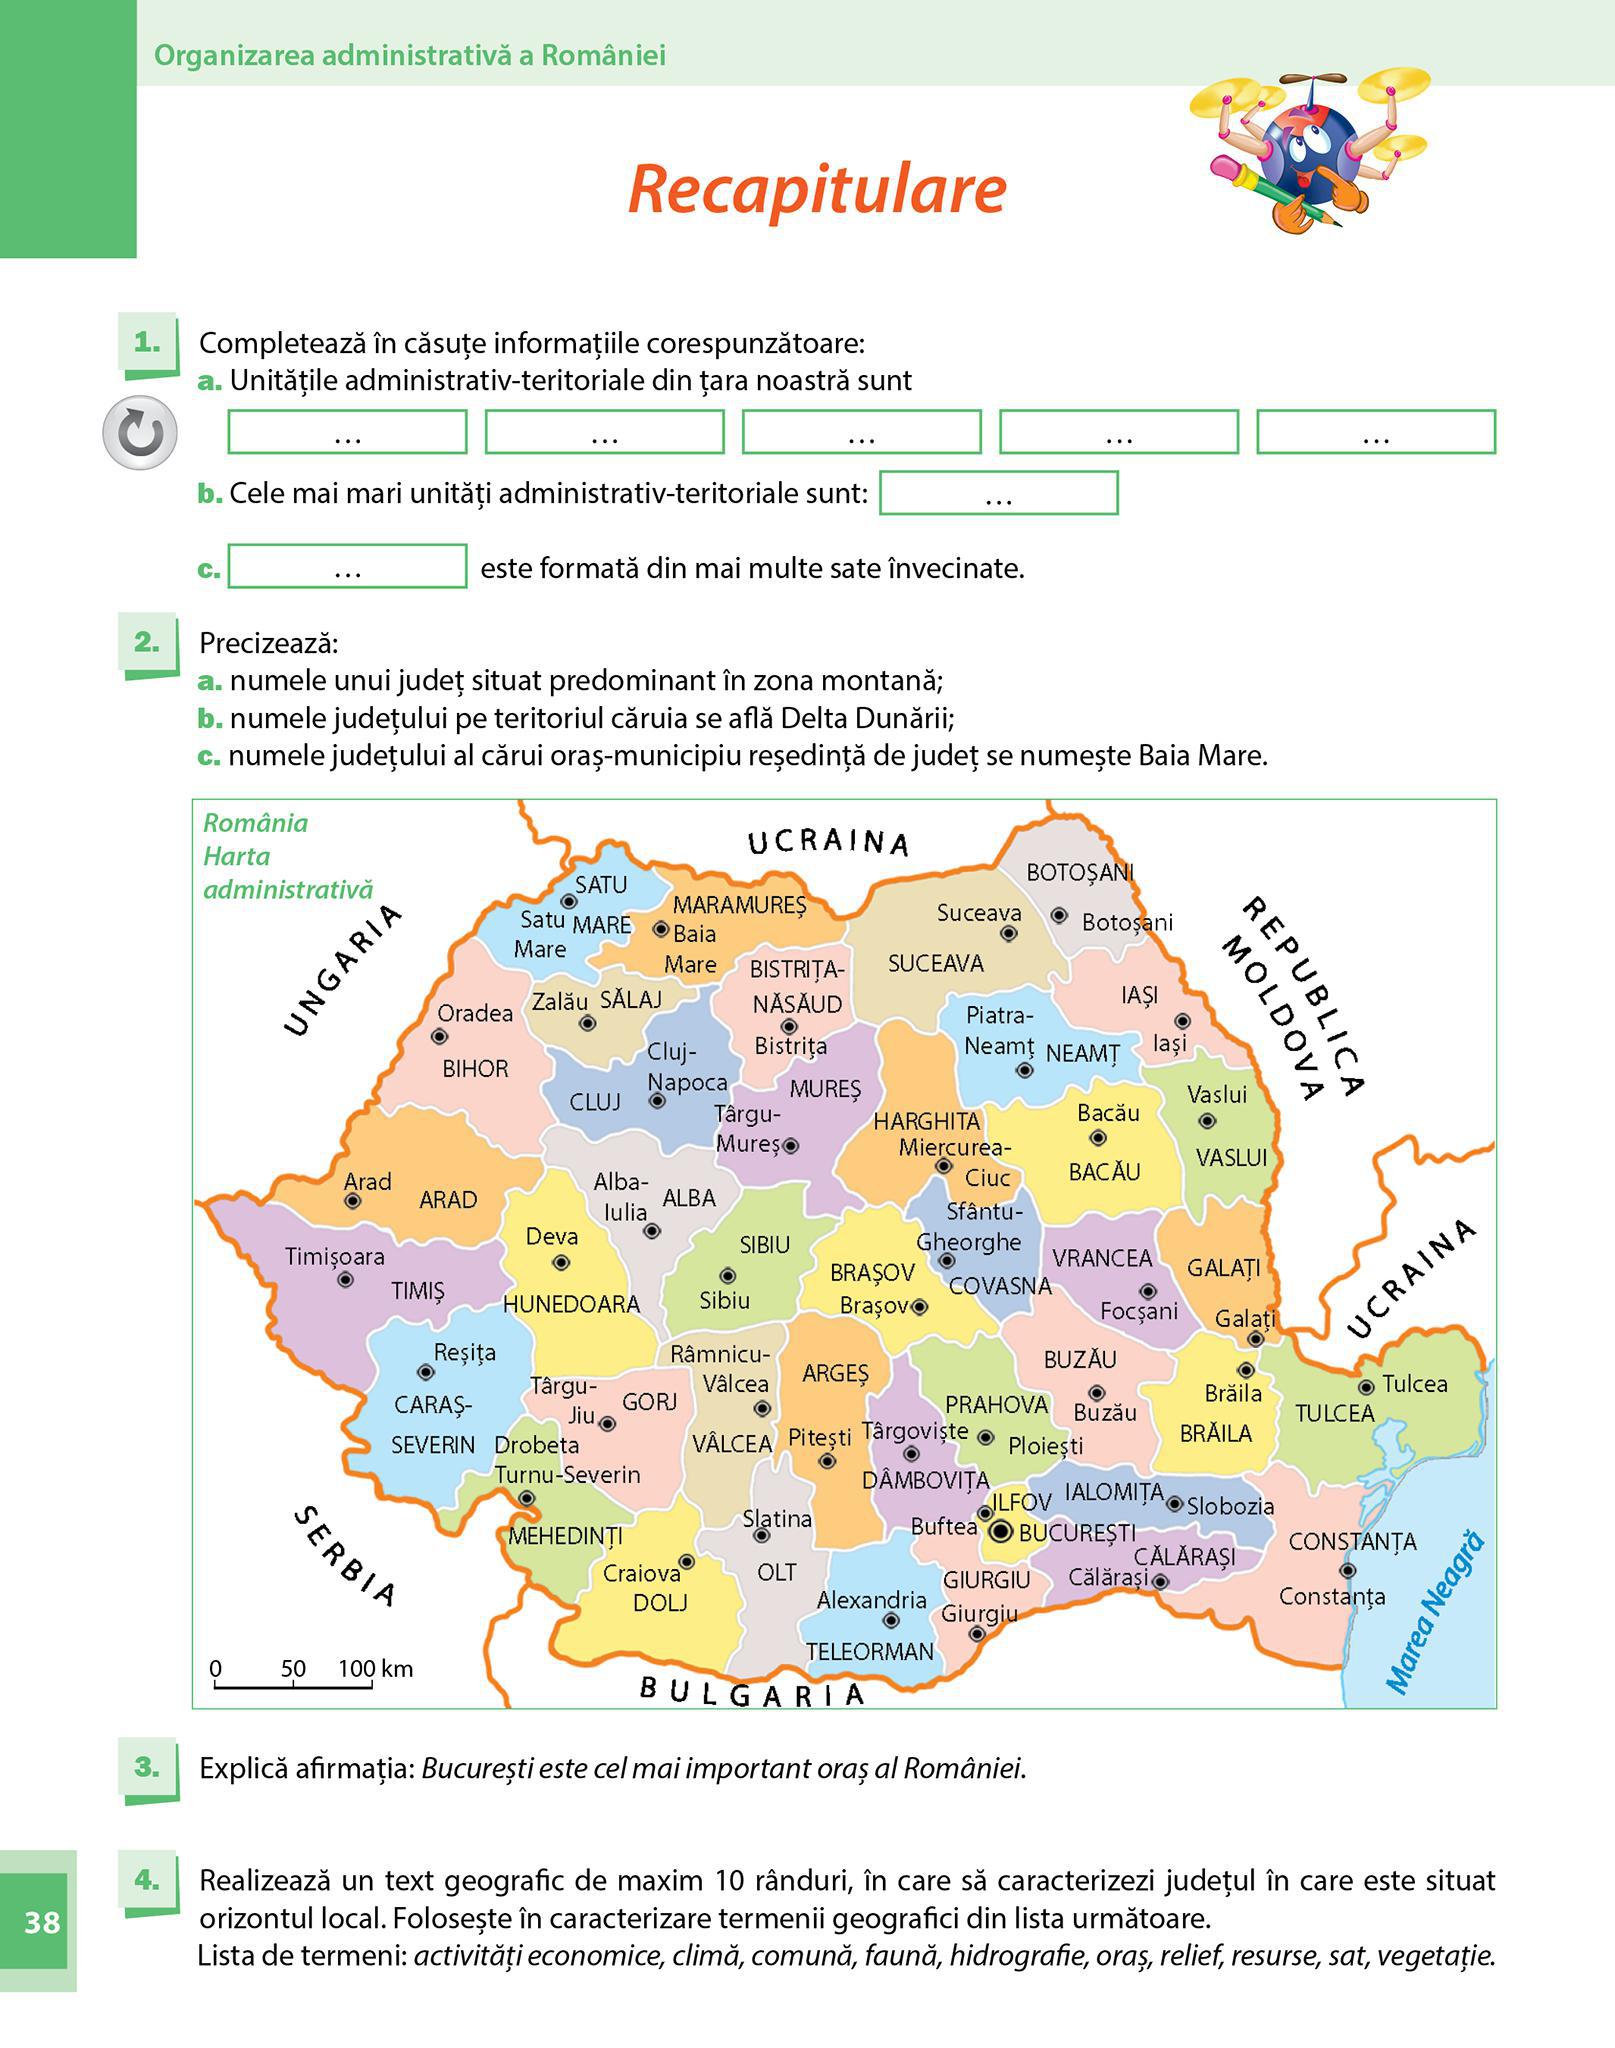 Organizarea administrativă a României
Recapitulare
1. Completează în căsuțe informațiile corespunzătoare:
a. Unitățile administrativ-teritoriale din țara noastră sunt
… … … … …
b. Cele mai mari unități administrativ-teritoriale sunt: …
c. … este formată din mai multe sate învecinate.
2. Precizează:
a. numele unui județ situat predominant în zona montană;
b. numele județului pe teritoriul căruia se află Delta Dunării;
c. numele județului al cărui oraș-municipiu reședință de județ se numește Baia Mare.
România
Harta
administrativă
UCRAINA
UNGARIA
REPUBLICA
MOLDOVA
UCRAINA
SERBIA
BULGARIA
Marea Neagră
SATU
MARE
Satu
Mare
MARAMUREȘ
Baia
Mare
BOTOȘANI
Botoșani
Suceava
SUCEAVA
BISTRIȚA-
NĂSĂUD
Bistrița
Zalău SĂLAJ
Oradea
BIHOR
Cluj-
Napoca
CLUJ
IAȘI
Iași
Piatra-
Neamț NEAMȚ
MUREȘ
Târgu-
Mureș
HARGHITA
Miercurea-
Ciuc
Bacău
BACĂU
Vaslui
VASLUI
Arad
ARAD
Alba-
Iulia
ALBA
Timișoara
TIMIȘ
Deva
HUNEDOARA
SIBIU
Sibiu
BRAȘOV
Brașov
Sfântu-
Gheorghe
COVASNA
VRANCEA
Focșani
GALAȚI
Galați
Reșița
CARAȘ-
SEVERIN
Târgu-
Jiu
GORJ
Râmnicu-
Vâlcea
VÂLCEA
ARGEȘ
Pitești
Târgoviște
DÂMBOVIȚA
PRAHOVA
Ploiești
BUZĂU
Buzău
Brăila
BRĂILA
Tulcea
TULCEA
Drobeta
Turnu-Severin
MEHEDINȚI
Craiova
DOLJ
Slatina
OLT
Alexandria
TELEORMAN
ILFOV
Buftea
BUCUREȘTI
GIURGIU
Giurgiu
IALOMIȚA
Slobozia
CĂLĂRAȘI
Călărași
CONSTANȚA
Constanța
0 50 100 km
3. Explică afirmația: București este cel mai important oraș al României.
4. Realizează un text geografic de maxim 10 rânduri, în care să caracterizezi județul în care este situat
orizontul local. Folosește în caracterizare termenii geografici din lista următoare.
Lista de termeni: activități economice, climă, comună, faună, hidrografie, oraș, relief, resurse, sat, vegetație.
38